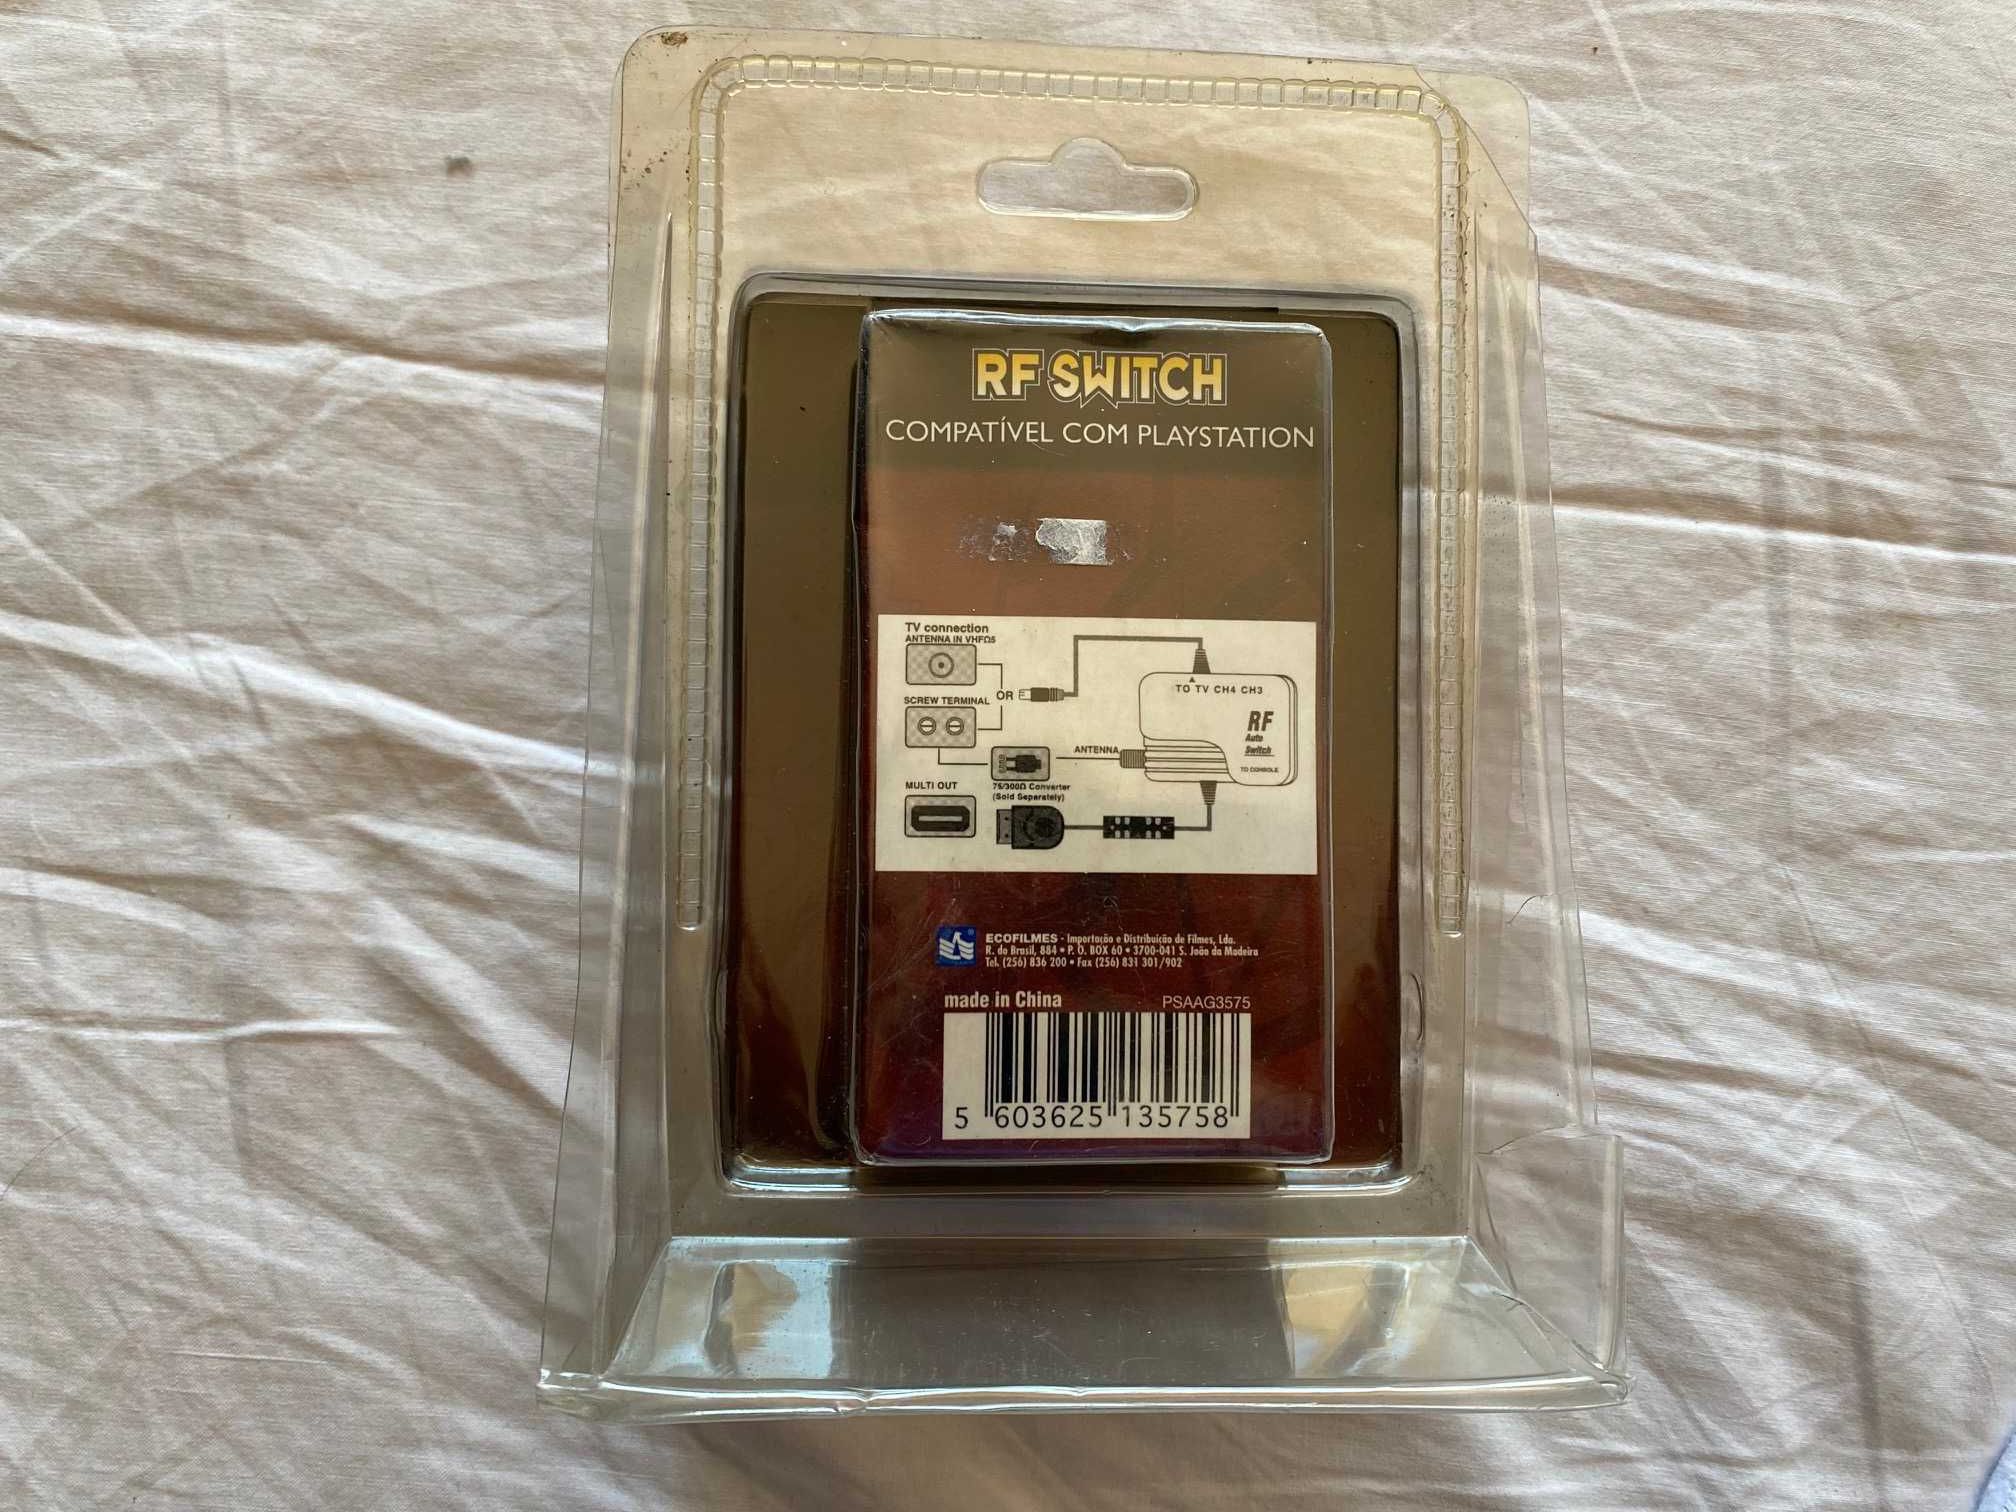 RF SWITCH
COMPATÍVEL COM PLAYSTATION
TV connection
ANTENNA IN VHFΩ5
SCREW TERMINAL
OR
TO TV CH4 CH3
RF
Auto
Switch
TO CONSOLE
ANTENNA
75/300Ω Converter
(Sold Separately)
MULTI OUT
ECOFILMES - Importação e Distribuição de Filmes, Lda.
R. do Brasil, 884 • P. O. BOX 60 • 3700-041 S. João da Madeira
Tel. (256) 836 200 • Fax (256) 831 301/902
made in China PSAAG3575
5 603625 135758